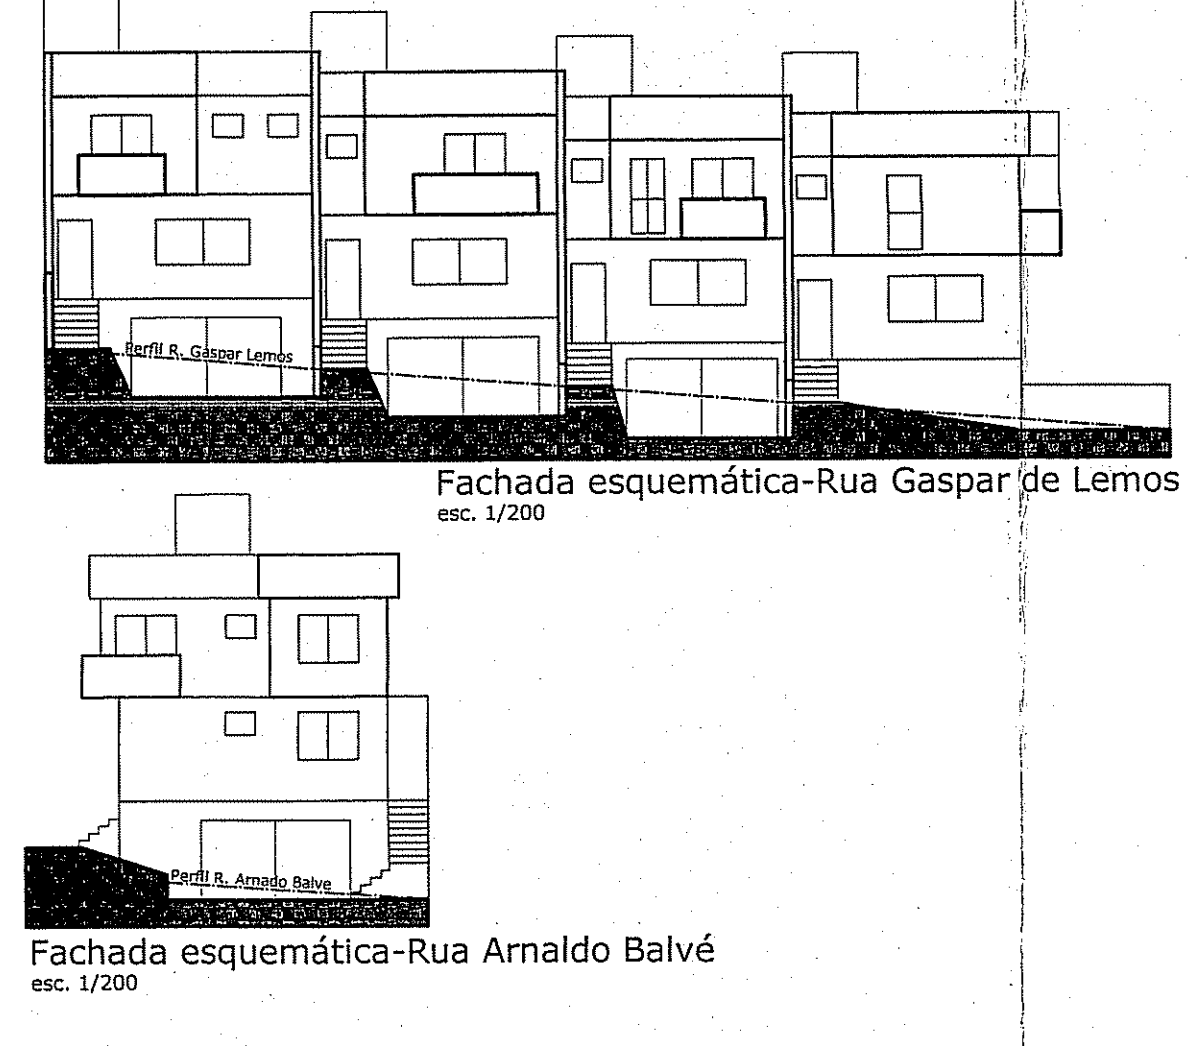 Perfil R. Gaspar Lemos
Fachada esquemática-Rua Gaspar de Lemos
esc. 1/200
Perfil R. Arnado Balve
Fachada esquemática-Rua Arnaldo Balvé
esc. 1/200